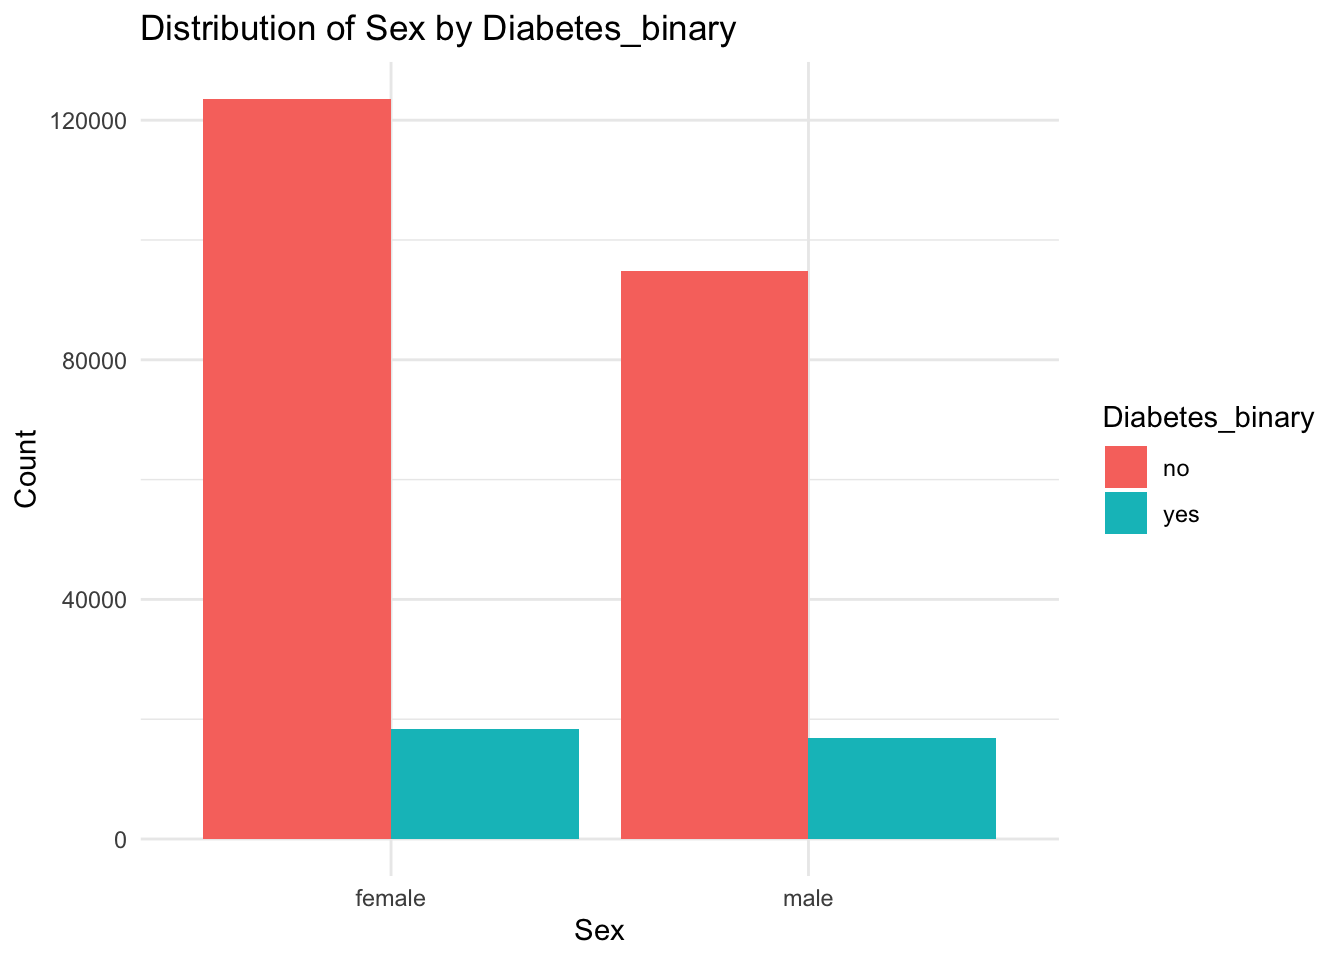 Distribution of Sex by Diabetes_binary
120000
80000
40000
0
Count
female
male
Sex
Diabetes_binary
no
yes